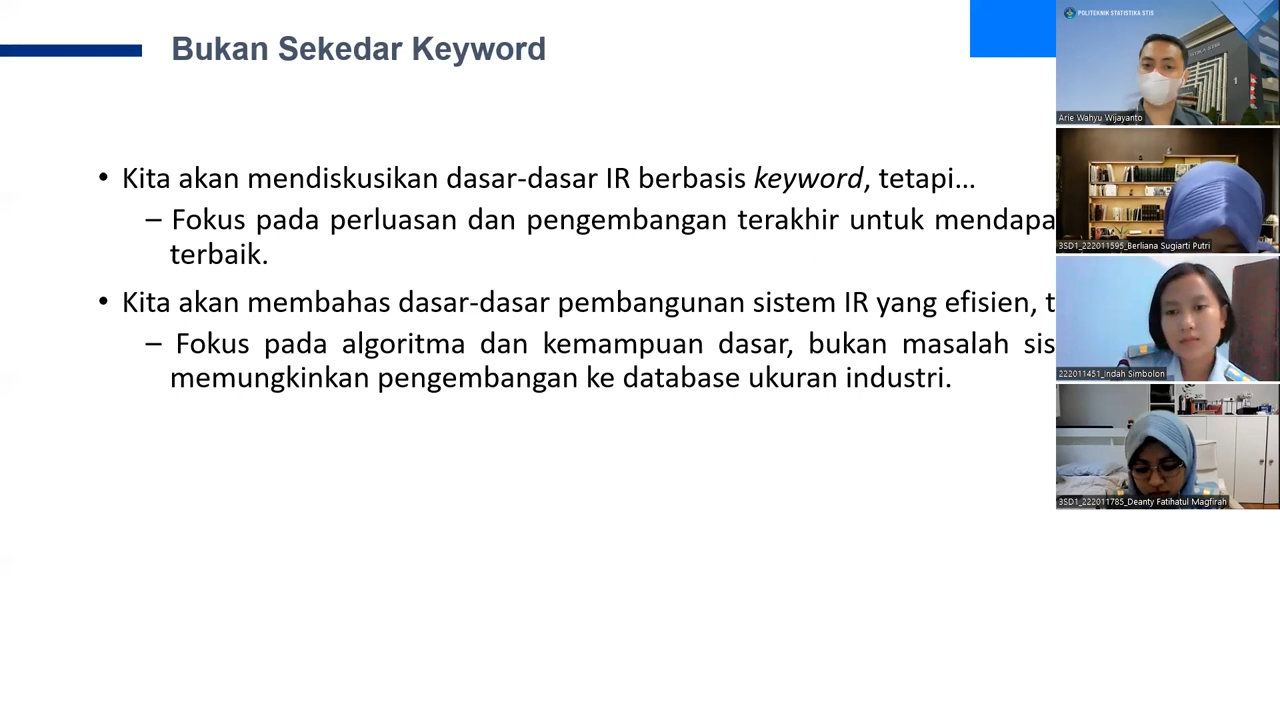 Bukan Sekedar Keyword
• Kita akan mendiskusikan dasar-dasar IR berbasis keyword, tetapi…
– Fokus pada perluasan dan pengembangan terakhir untuk mendapa
terbaik.
• Kita akan membahas dasar-dasar pembangunan sistem IR yang efisien, t
– Fokus pada algoritma dan kemampuan dasar, bukan masalah sis
memungkinkan pengembangan ke database ukuran industri.
POLITEKNIK STATISTIKA STIS
Arie Wahyu Wijayanto
3SD1_222011595_Berliana Sugiarti Putri
222011451_Indah Simbolon
3SD1_222011785_Deanty Fatihatul Magfirah